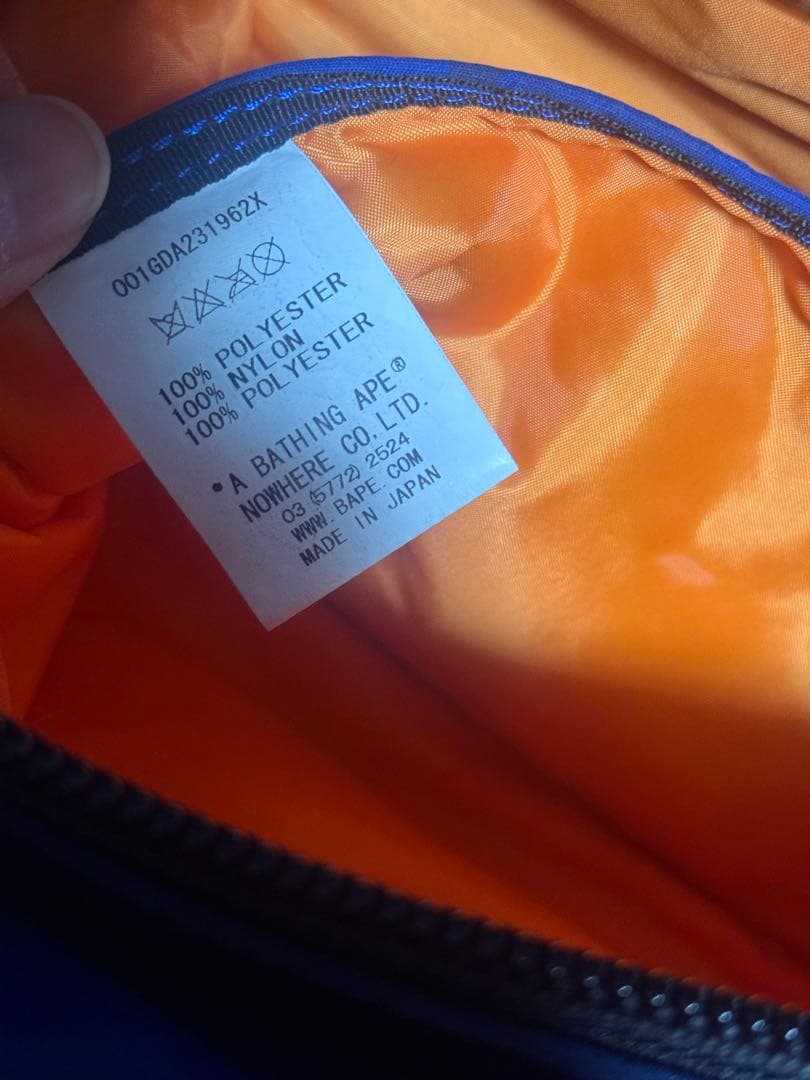 001GDA231962X
100% POLYESTER
100% NYLON
100% POLYESTER
•A BATHING APE®
NOWHERE CO,LTD.
03 (5772) 2524
WWW.BAPE.COM
MADE IN JAPAN